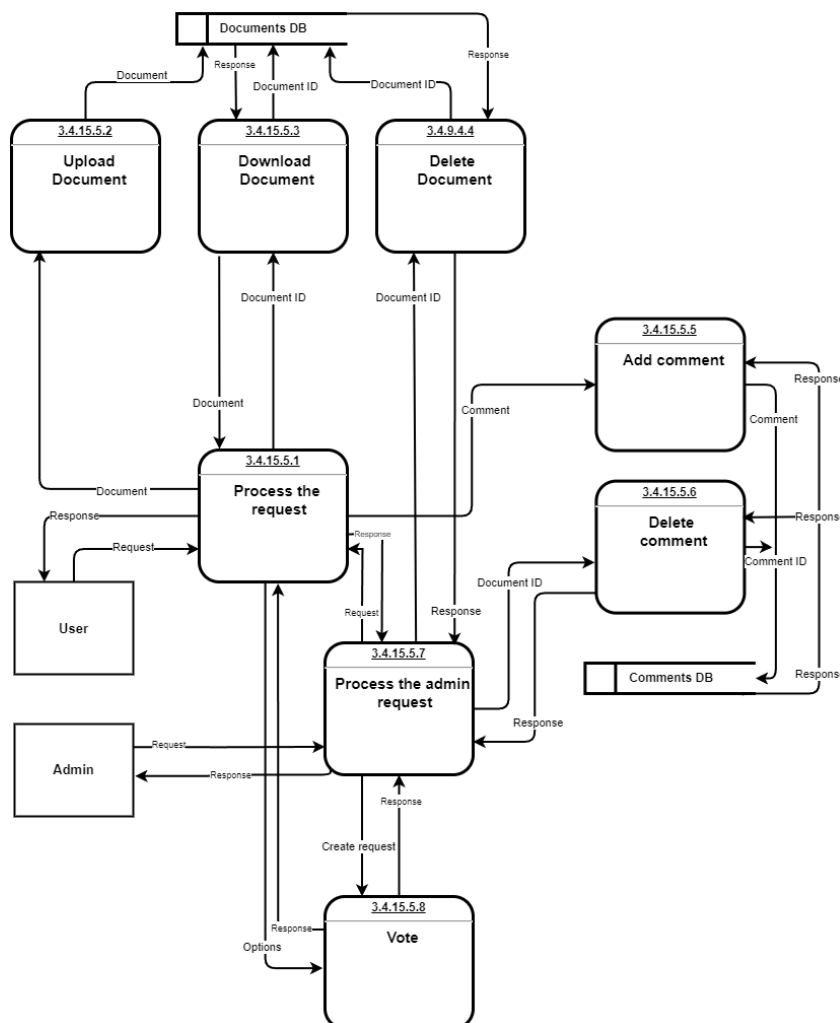 Documents DB
Response
Document
Response
Document ID
Document ID
3.4.15.5.2
Upload
Document
3.4.15.5.3
Download
Document
3.4.9.4.4
Delete
Document
Document ID
Document ID
3.4.15.5.5
Add comment
Response
Document
Comment
Comment
3.4.15.5.1
Process the
request
3.4.15.5.6
Delete
comment
Document
Response
Response
Response
Request
Comment ID
Document ID
Request
Response
User
3.4.15.5.7
Process the admin
request
Comments DB
Response
Response
Request
Admin
Response
Response
Create request
3.4.15.5.8
Vote
Response
Options